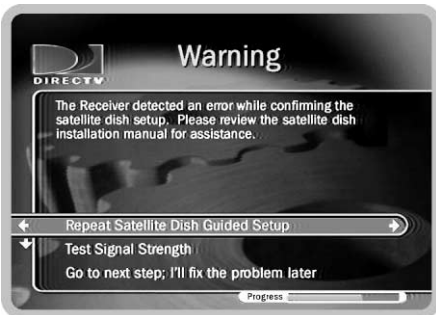 Warning
DIRECTV
The Receiver detected an error while confirming the
satellite dish setup. Please review the satellite dish
installation manual for assistance.
Repeat Satellite Dish Guided Setup
Test Signal Strength
Go to next step; I'll fix the problem later
Progress